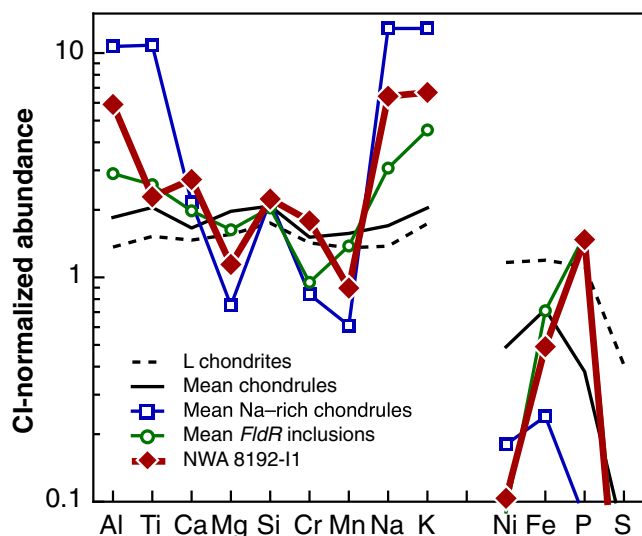 10
1
0.1
CI-normalized abundance
L chondrites
Mean chondrules
Mean Na–rich chondrules
Mean FldR inclusions
NWA 8192-I1
Al Ti Ca Mg Si Cr Mn Na K Ni Fe P S